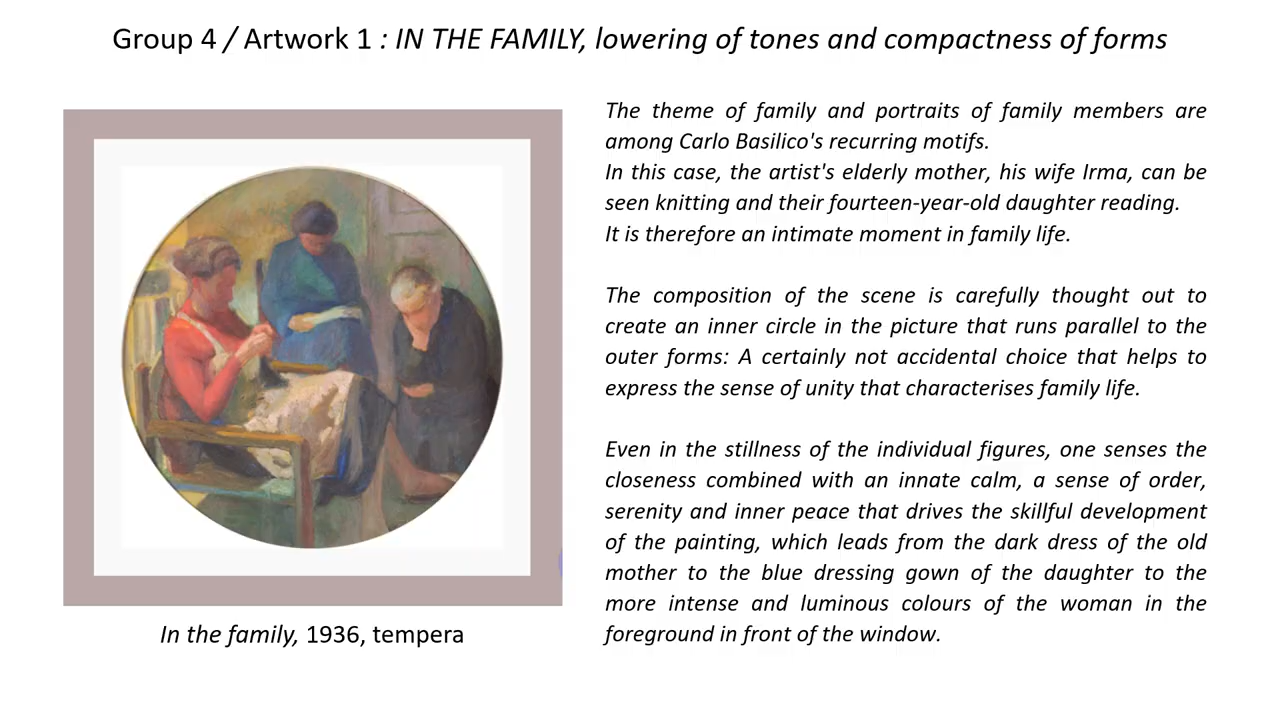 Group 4 / Artwork 1 : IN THE FAMILY, lowering of tones and compactness of forms
The theme of family and portraits of family members are
among Carlo Basilico's recurring motifs.
In this case, the artist's elderly mother, his wife Irma, can be
seen knitting and their fourteen-year-old daughter reading.
It is therefore an intimate moment in family life.
The composition of the scene is carefully thought out to
create an inner circle in the picture that runs parallel to the
outer forms: A certainly not accidental choice that helps to
express the sense of unity that characterises family life.
Even in the stillness of the individual figures, one senses the
closeness combined with an innate calm, a sense of order,
serenity and inner peace that drives the skillful development
of the painting, which leads from the dark dress of the old
mother to the blue dressing gown of the daughter to the
more intense and luminous colours of the woman in the
foreground in front of the window.
In the family, 1936, tempera